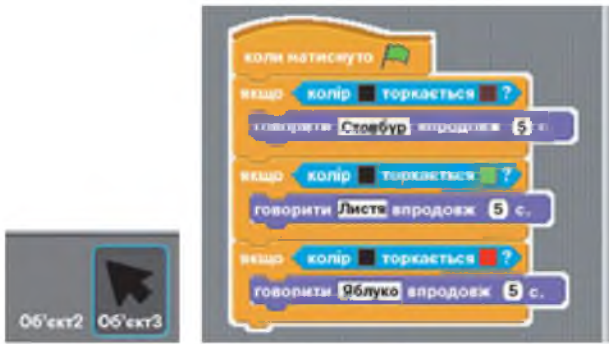 коли натиснуто
якщо колір торкається ?
говорити Стовбур впродовж 5 с.
якщо колір торкається ?
говорити Листя впродовж 5 с.
якщо колір торкається ?
говорити Яблуко впродовж 5 с.
Об'єкт2 Об'єкт3